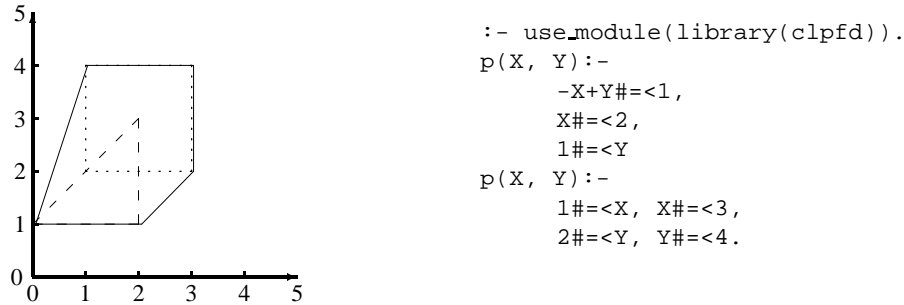 5
4
3
2
1
0
0 1 2 3 4 5
:- use_module(library(clpfd)).
p(X, Y):-
-X+Y#=<1,
X#=<2,
1#=<Y
p(X, Y):-
1#=<X, X#=<3,
2#=<Y, Y#=<4.